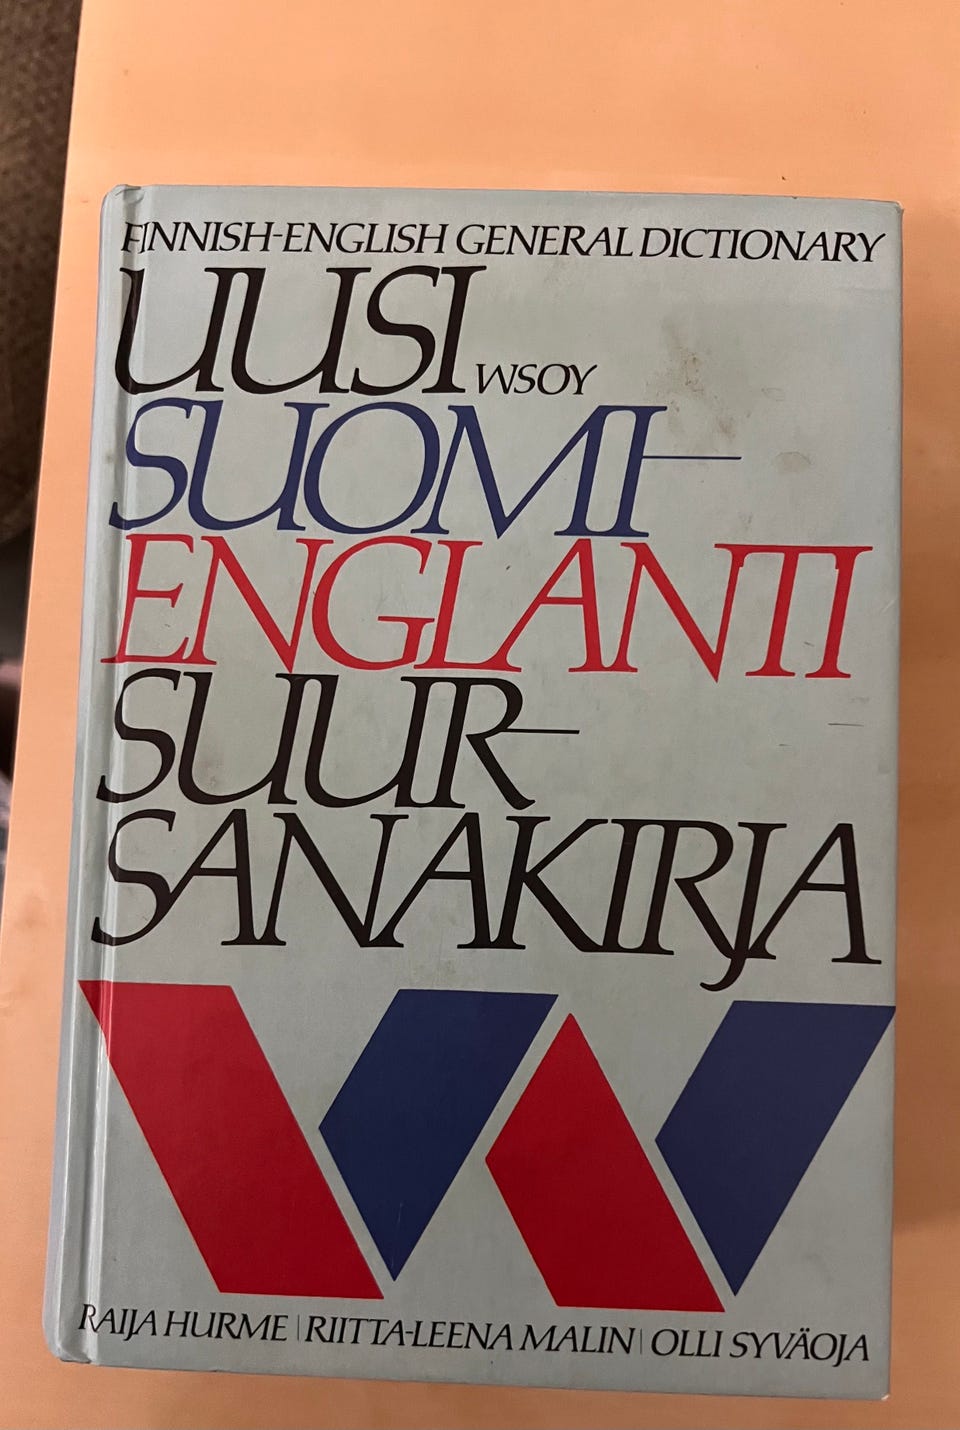 FINNISH-ENGLISH GENERAL DICTIONARY
UUSI WSOY
SUOMI-
ENGLANTI
SUUR-
SANAKIRJA
RAIJA HURME | RIITTA-LEENA MALIN | OLLI SYVÄOJA